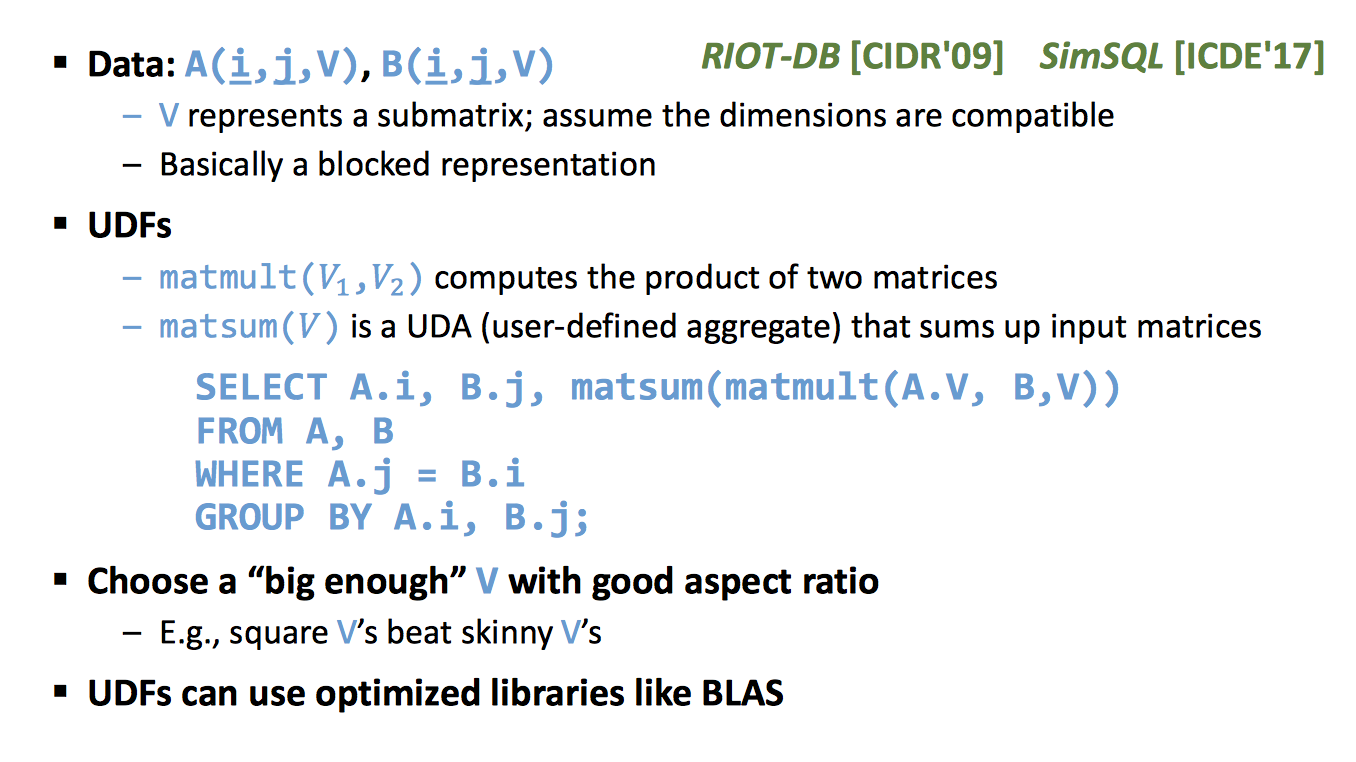 ▪ Data: A(i,j,V), B(i,j,V) RIOT-DB [CIDR'09] SimSQL [ICDE'17]
– V represents a submatrix; assume the dimensions are compatible
– Basically a blocked representation
▪ UDFs
– matmult(V₁,V₂) computes the product of two matrices
– matsum(V) is a UDA (user-defined aggregate) that sums up input matrices
SELECT A.i, B.j, matsum(matmult(A.V, B,V))
FROM A, B
WHERE A.j = B.i
GROUP BY A.i, B.j;
▪ Choose a “big enough” V with good aspect ratio
– E.g., square V’s beat skinny V’s
▪ UDFs can use optimized libraries like BLAS